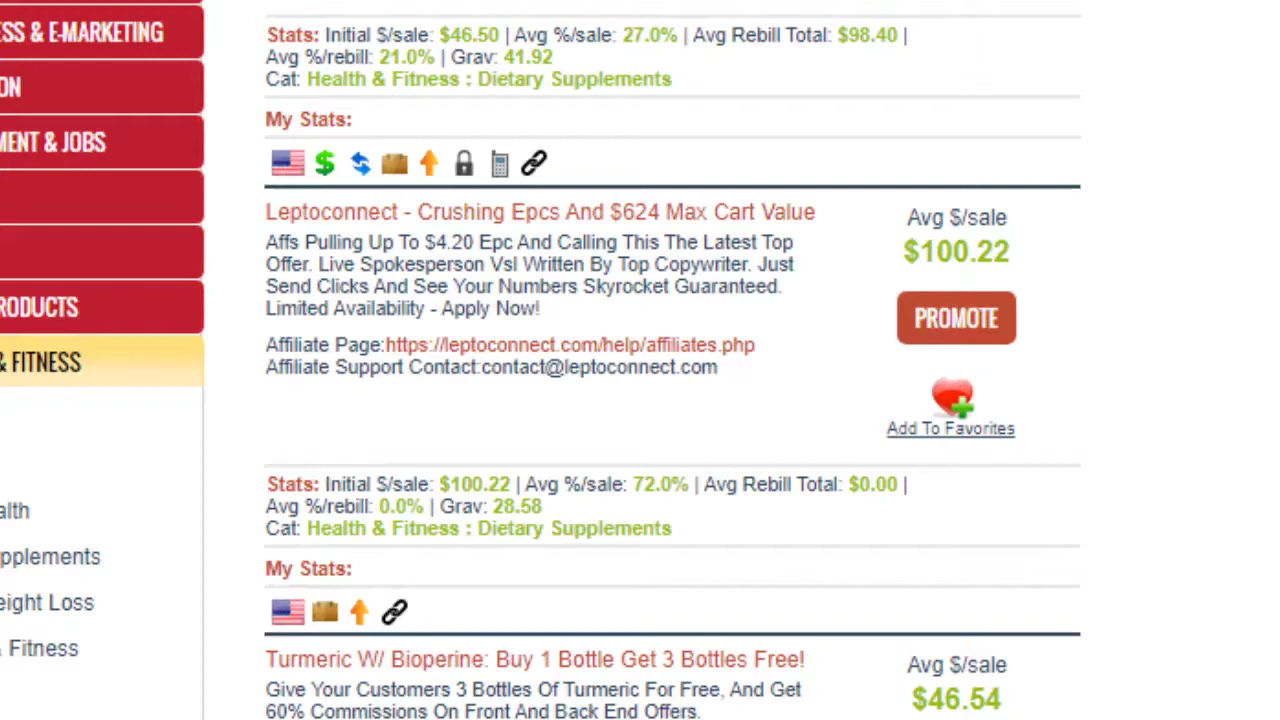 SS & E-MARKETING
ON
MENT & JOBS
RODUCTS
& FITNESS
alth
pplements
eight Loss
& Fitness
Stats: Initial $/sale: $46.50 | Avg %/sale: 27.0% | Avg Rebill Total: $98.40 |
Avg %/rebill: 21.0% | Grav: 41.92
Cat: Health & Fitness : Dietary Supplements
My Stats:
Leptoconnect - Crushing Epcs And $624 Max Cart Value
Affs Pulling Up To $4.20 Epc And Calling This The Latest Top
Offer. Live Spokesperson Vsl Written By Top Copywriter. Just
Send Clicks And See Your Numbers Skyrocket Guaranteed.
Limited Availability - Apply Now!
Affiliate Page:https://leptoconnect.com/help/affiliates.php
Affiliate Support Contact:contact@leptoconnect.com
Avg $/sale
$100.22
PROMOTE
Add To Favorites
Stats: Initial $/sale: $100.22 | Avg %/sale: 72.0% | Avg Rebill Total: $0.00 |
Avg %/rebill: 0.0% | Grav: 28.58
Cat: Health & Fitness : Dietary Supplements
My Stats:
Turmeric W/ Bioperine: Buy 1 Bottle Get 3 Bottles Free!
Give Your Customers 3 Bottles Of Turmeric For Free, And Get
60% Commissions On Front And Back End Offers.
Avg $/sale
$46.54